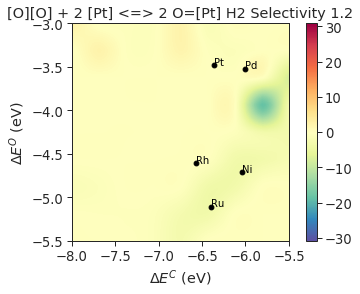 [O][O] + 2 [Pt] <=> 2 O=[Pt] H2 Selectivity 1.2
−3.0
−3.5
−4.0
−4.5
−5.0
−5.5
ΔE^O (eV)
Pt
Pd
Rh
Ni
Ru
−8.0 −7.5 −7.0 −6.5 −6.0 −5.5
ΔE^C (eV)
30
20
10
0
−10
−20
−30